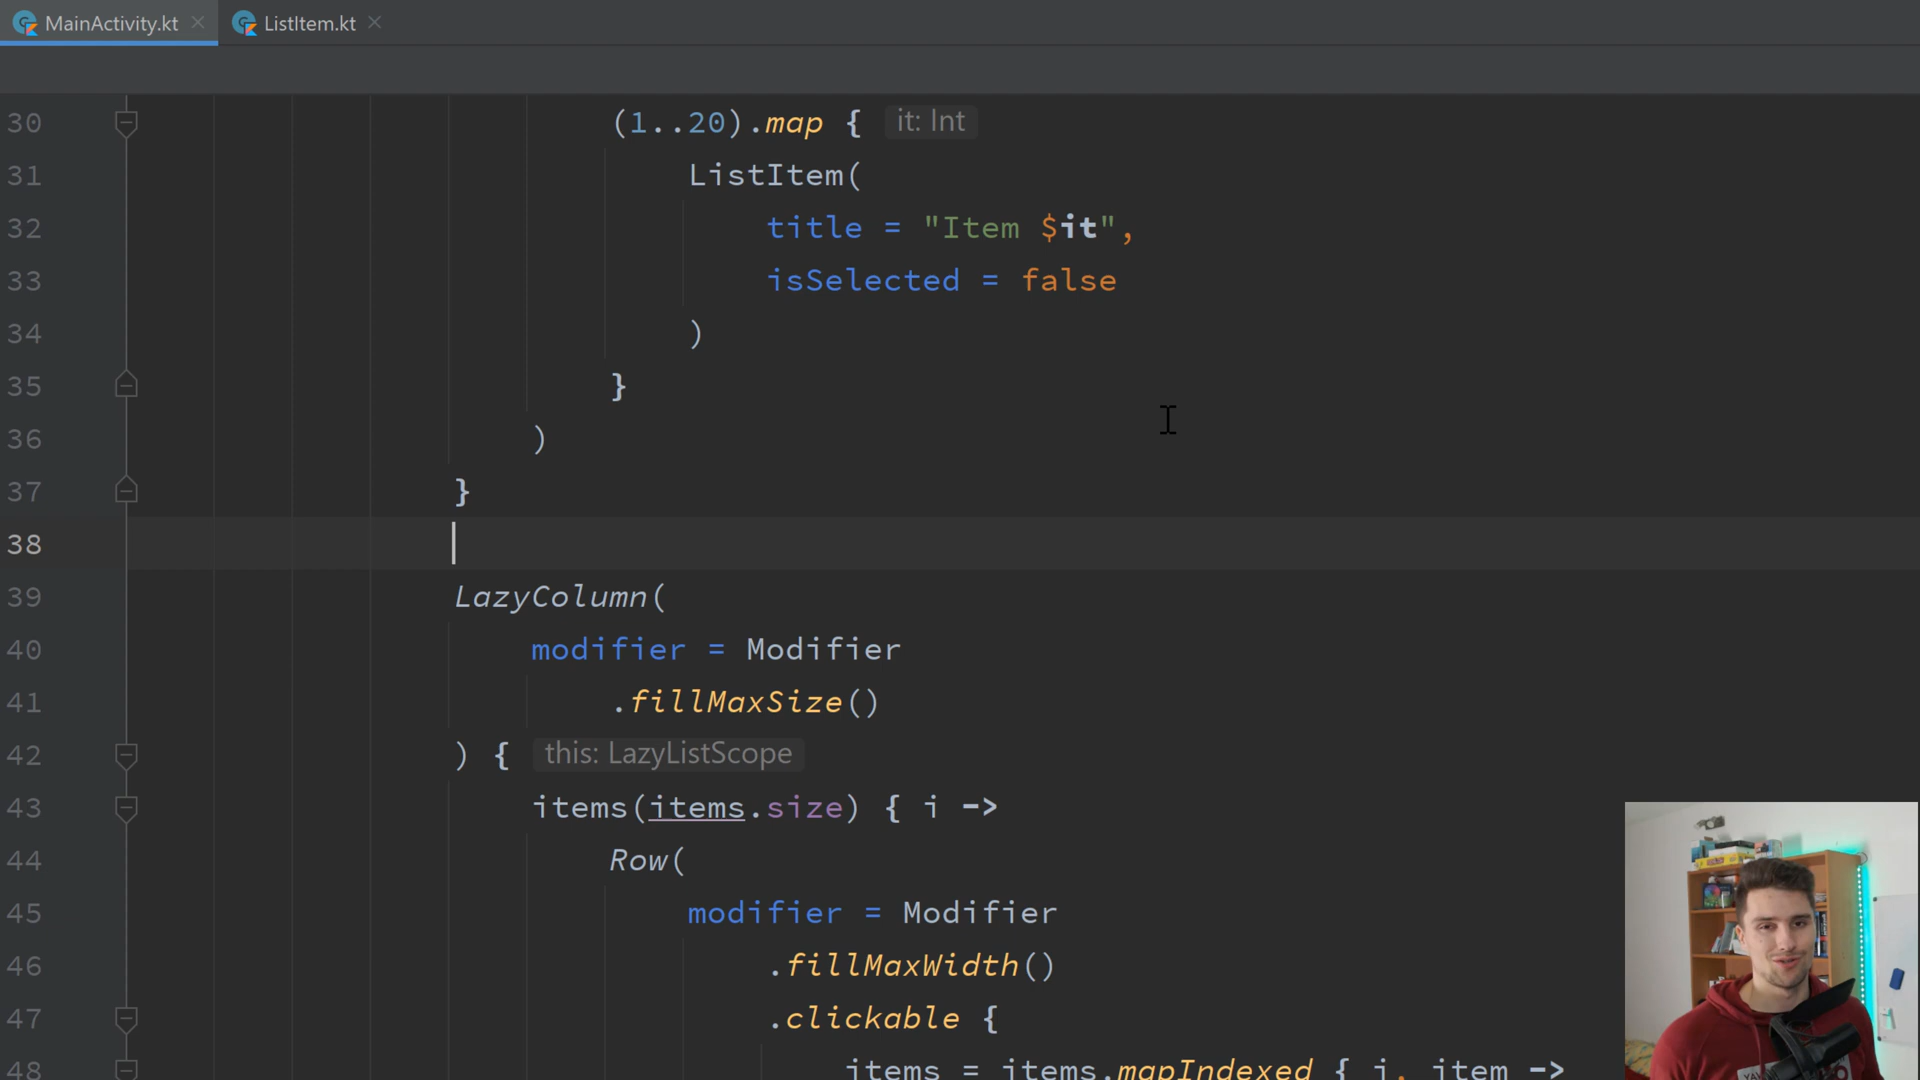 MainActivity.kt
ListItem.kt
30 (1..20).map { it: Int
31 ListItem(
32 title = "Item $it",
33 isSelected = false
34 )
35 }
36 )
37 }
38
39 LazyColumn(
40 modifier = Modifier
41 .fillMaxSize()
42 ) { this: LazyListScope
43 items(items.size) { i ->
44 Row(
45 modifier = Modifier
46 .fillMaxWidth()
47 .clickable {
48 items = items.mapIndexed { j, item ->